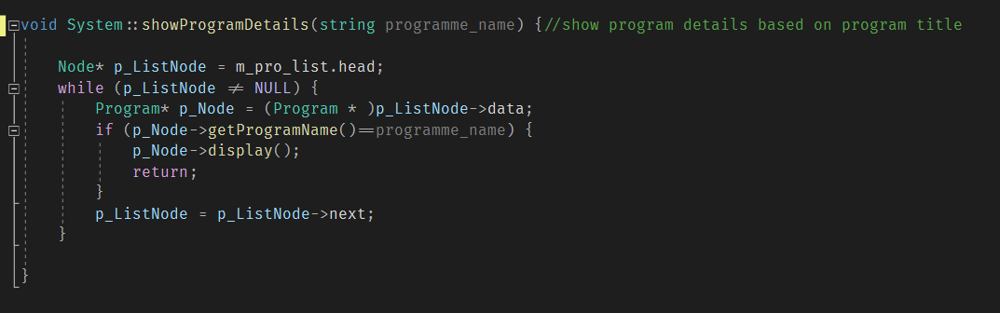 void System::showProgramDetails(string programme_name) {//show program details based on program title
Node* p_ListNode = m_pro_list.head;
while (p_ListNode != NULL) {
Program* p_Node = (Program * )p_ListNode->data;
if (p_Node->getProgramName()==programme_name) {
p_Node->display();
return;
}
p_ListNode = p_ListNode->next;
}
}